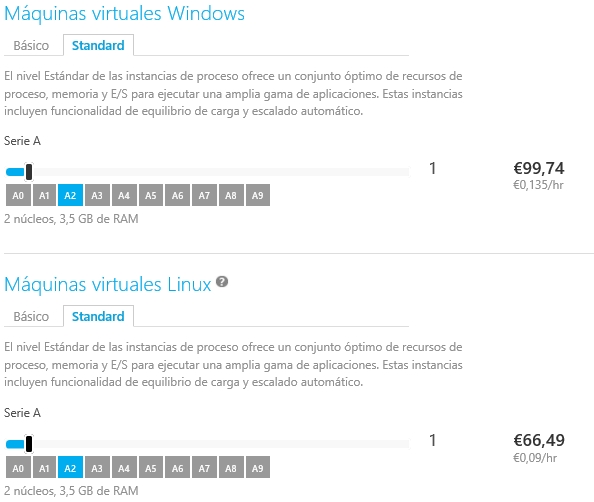 Máquinas virtuales Windows
Básico Standard
El nivel Estándar de las instancias de proceso ofrece un conjunto óptimo de recursos de
proceso, memoria y E/S para ejecutar una amplia gama de aplicaciones. Estas instancias
incluyen funcionalidad de equilibrio de carga y escalado automático.
Serie A
1 €99,74
€0,135/hr
A0 A1 A2 A3 A4 A5 A6 A7 A8 A9
2 núcleos, 3,5 GB de RAM
Máquinas virtuales Linux ?
Básico Standard
El nivel Estándar de las instancias de proceso ofrece un conjunto óptimo de recursos de
proceso, memoria y E/S para ejecutar una amplia gama de aplicaciones. Estas instancias
incluyen funcionalidad de equilibrio de carga y escalado automático.
Serie A
1 €66,49
€0,09/hr
A0 A1 A2 A3 A4 A5 A6 A7 A8 A9
2 núcleos, 3,5 GB de RAM